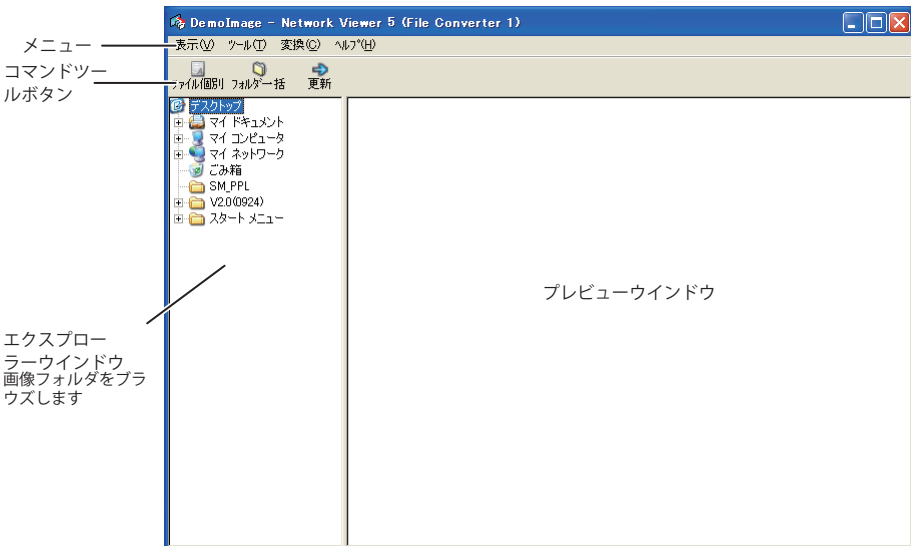 DemoImage - Network Viewer 5 (File Converter 1)
メニュー
表示(V) ツール(T) 変換(C) ヘルプ(H)
コマンドツー
ルボタン
ファイル個別 フォルダ一括 更新
デスクトップ
マイ ドキュメント
マイ コンピュータ
マイ ネットワーク
ごみ箱
SM_PPL
V2.0(0924)
スタート メニュー
プレビューウインドウ
エクスプロー
ラーウインドウ
画像フォルダをブラ
ウズします